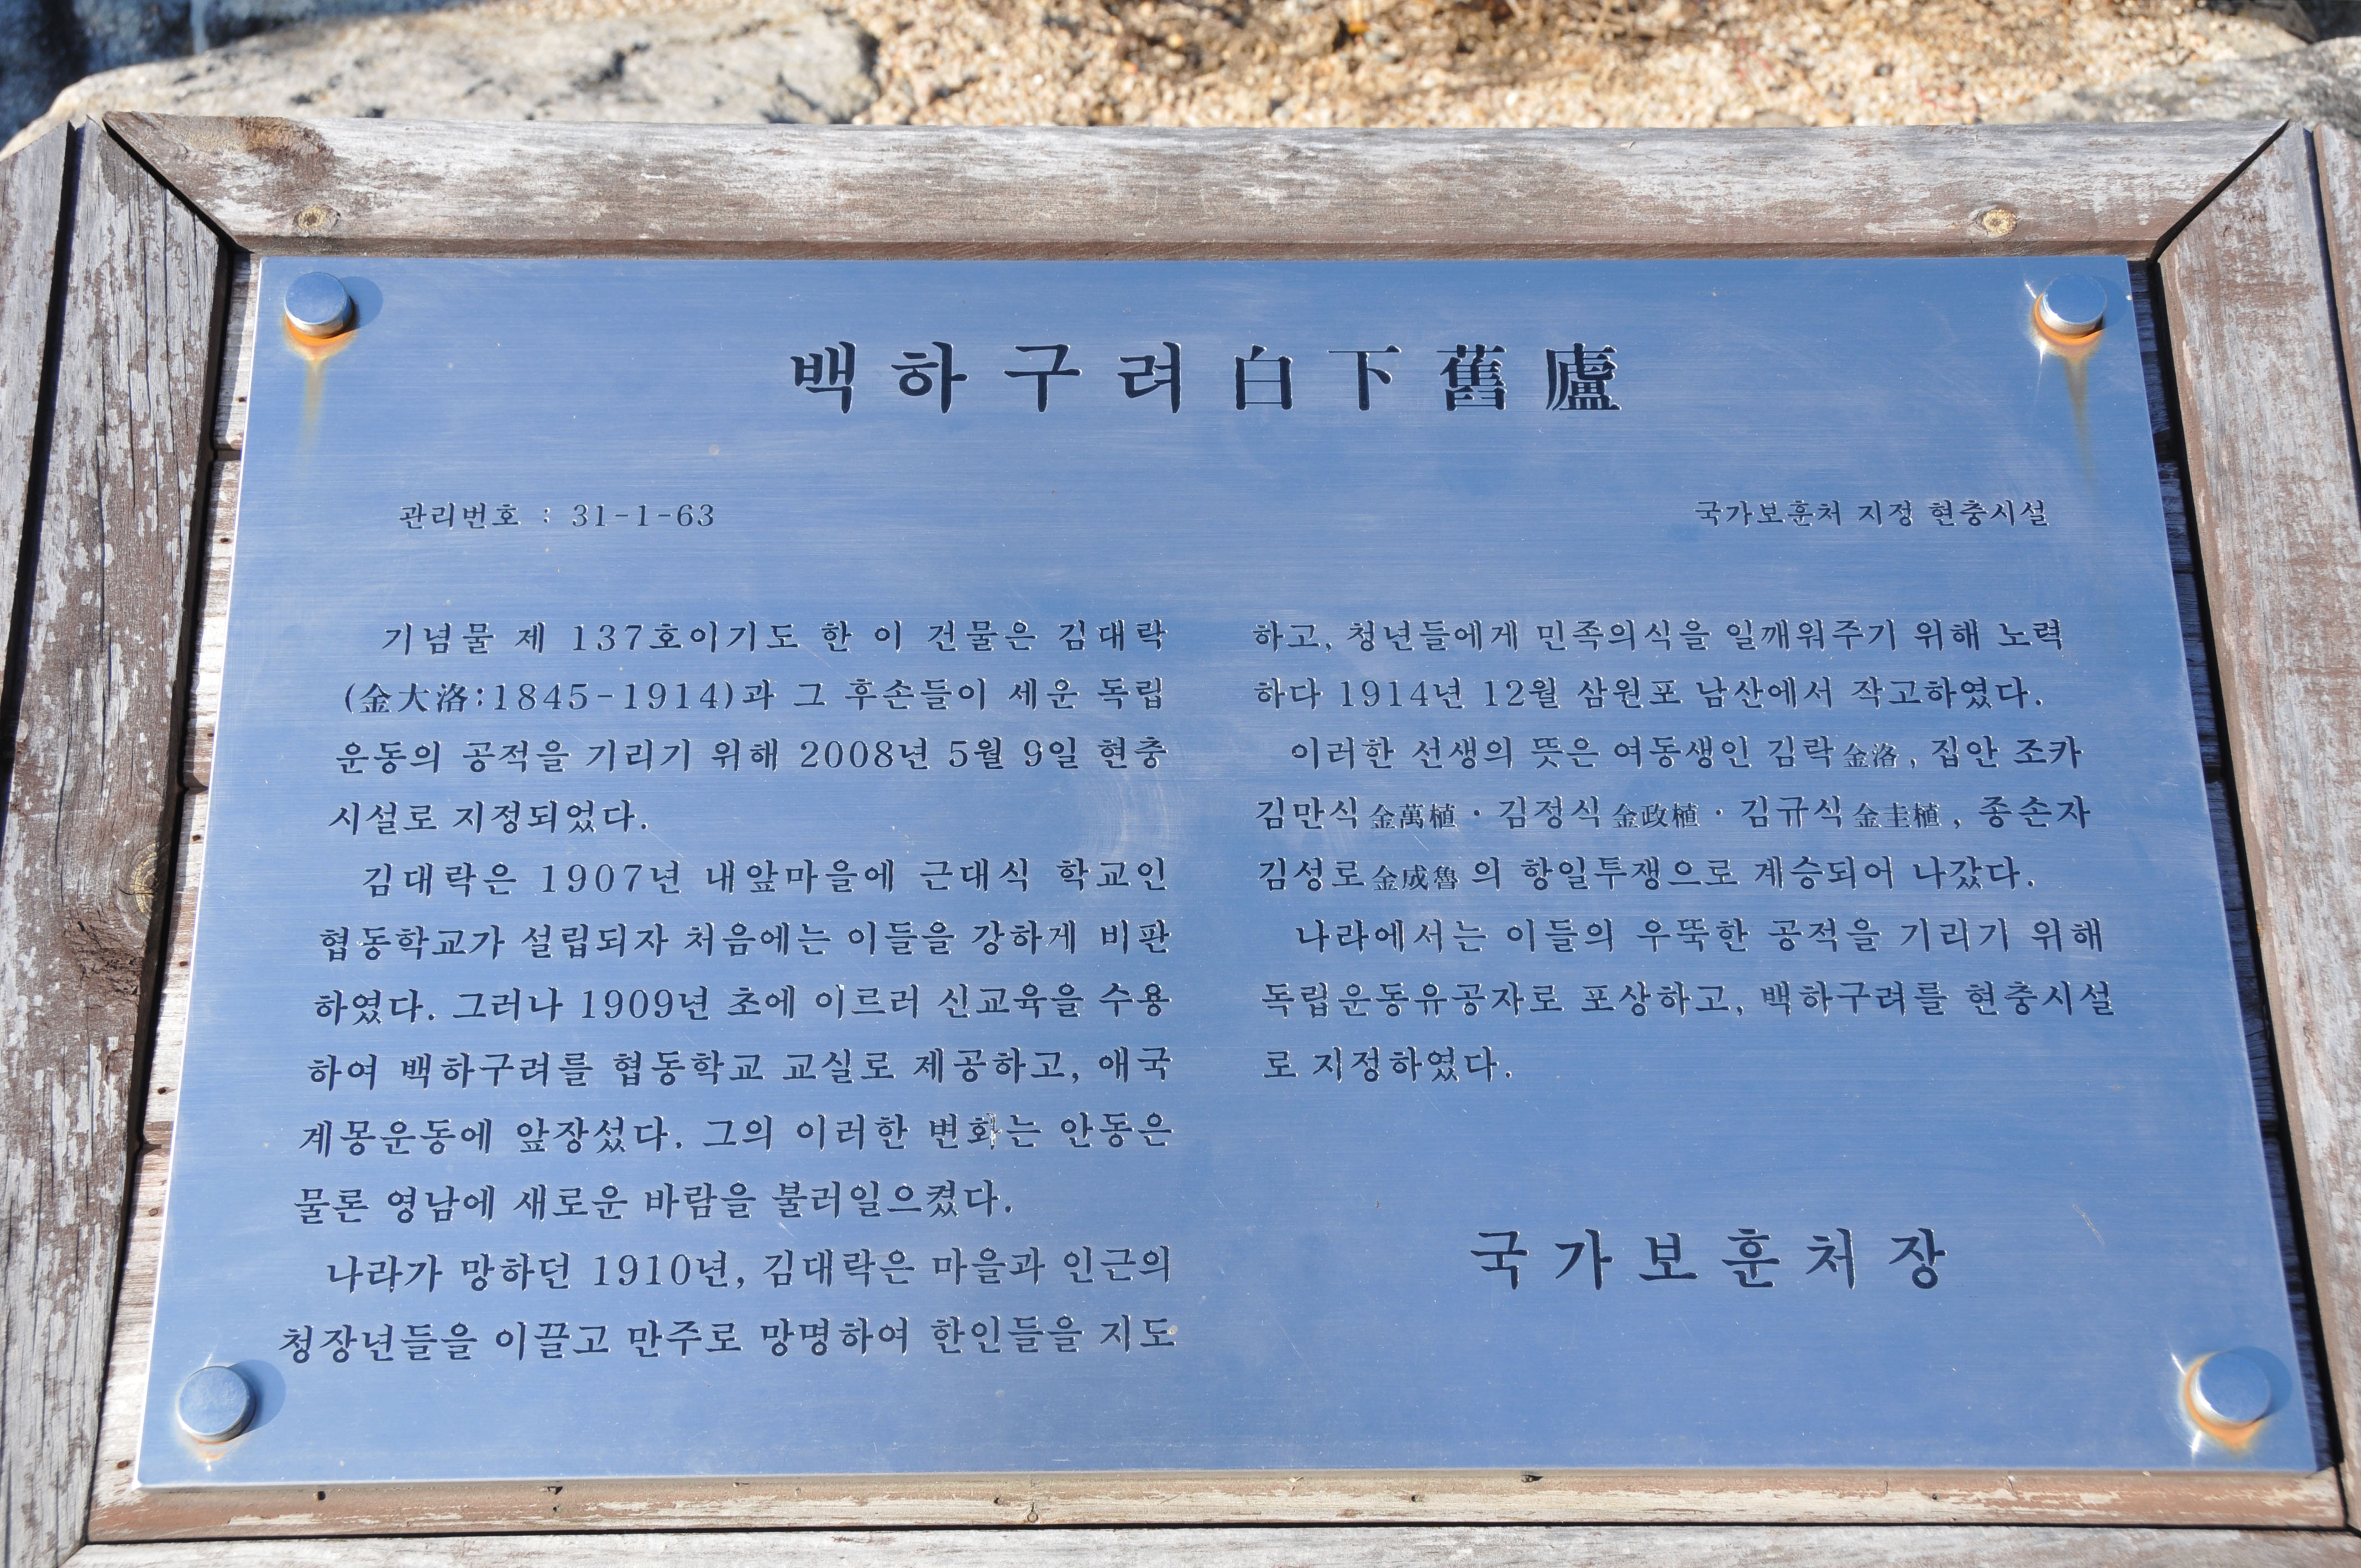 백하구려白下舊廬
관리번호 : 31-1-63
국가보훈처 지정 현충시설
기념물 제 137호이기도 한 이 건물은 김대락
(金大洛:1845-1914)과 그 후손들이 세운 독립
운동의 공적을 기리기 위해 2008년 5월 9일 현충
시설로 지정되었다.
김대락은 1907년 내앞마을에 근대식 학교인
협동학교가 설립되자 처음에는 이들을 강하게 비판
하였다. 그러나 1909년 초에 이르러 신교육을 수용
하여 백하구려를 협동학교 교실로 제공하고, 애국
계몽운동에 앞장섰다. 그의 이러한 변화는 안동은
물론 영남에 새로운 바람을 불러일으켰다.
나라가 망하던 1910년, 김대락은 마을과 인근의
청장년들을 이끌고 만주로 망명하여 한인들을 지도
하고, 청년들에게 민족의식을 일깨워주기 위해 노력
하다 1914년 12월 삼원포 남산에서 작고하였다.
이러한 선생의 뜻은 여동생인 김락金洛, 집안 조카
김만식金萬植·김정식金政植·김규식金圭植, 종손자
김성로金成魯의 항일투쟁으로 계승되어 나갔다.
나라에서는 이들의 우뚝한 공적을 기리기 위해
독립운동유공자로 포상하고, 백하구려를 현충시설
로 지정하였다.
국가보훈처장